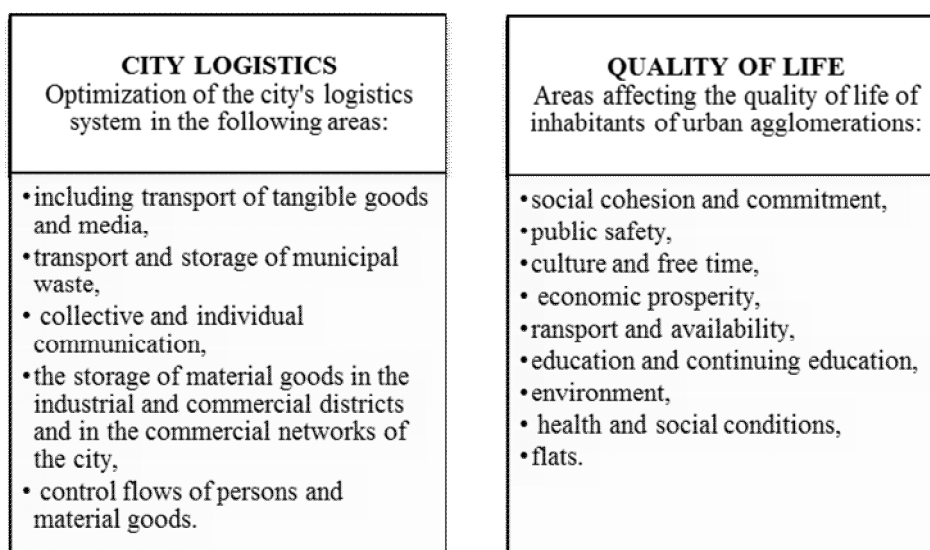 CITY LOGISTICS
Optimization of the city's logistics
system in the following areas:
•including transport of tangible goods
and media,
•transport and storage of municipal
waste,
• collective and individual
communication,
•the storage of material goods in the
industrial and commercial districts
and in the commercial networks of
the city,
• control flows of persons and
material goods.
QUALITY OF LIFE
Areas affecting the quality of life of
inhabitants of urban agglomerations:
•social cohesion and commitment,
•public safety,
•culture and free time,
• economic prosperity,
•ransport and availability,
•education and continuing education,
•environment,
• health and social conditions,
•flats.